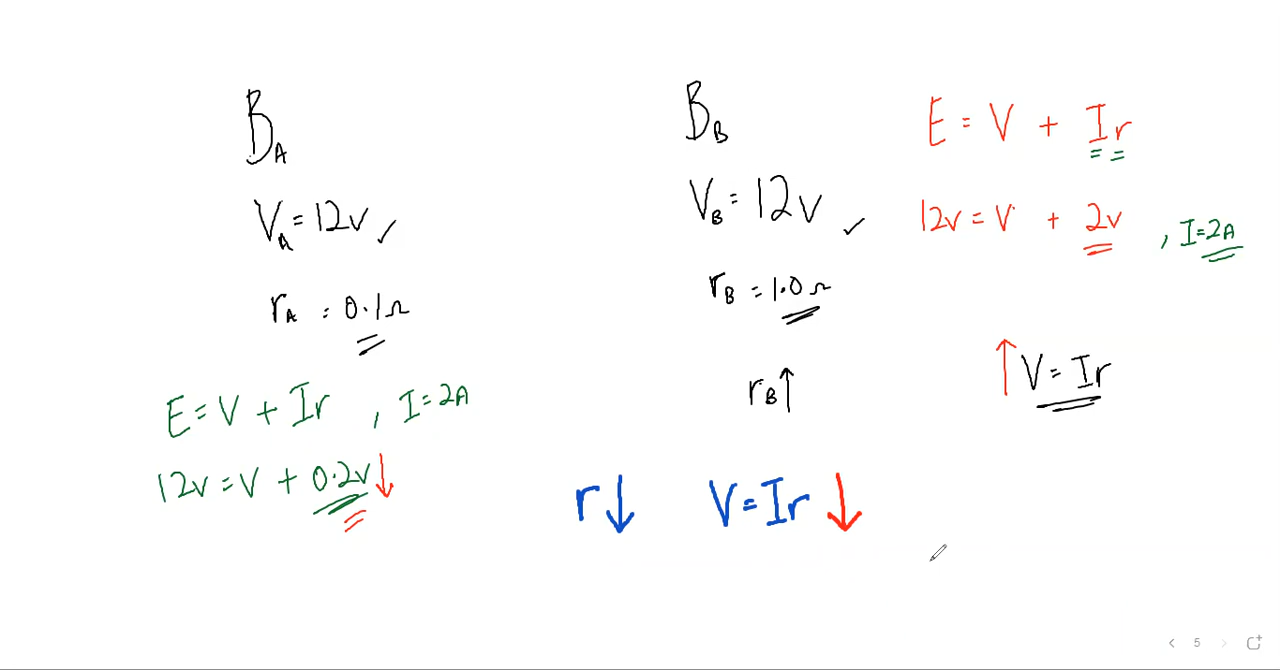 B_A
V_A = 12v ✓
r_A = 0.1Ω
E = V + Ir , I = 2A
12v = V + 0.2v ↓
B_B
V_B = 12v ✓
r_B = 1.0Ω
r_B ↑
E = V + Ir
12v = V + 2v , I = 2A
↑ V = Ir
r ↓ V = Ir ↓
< 5 >